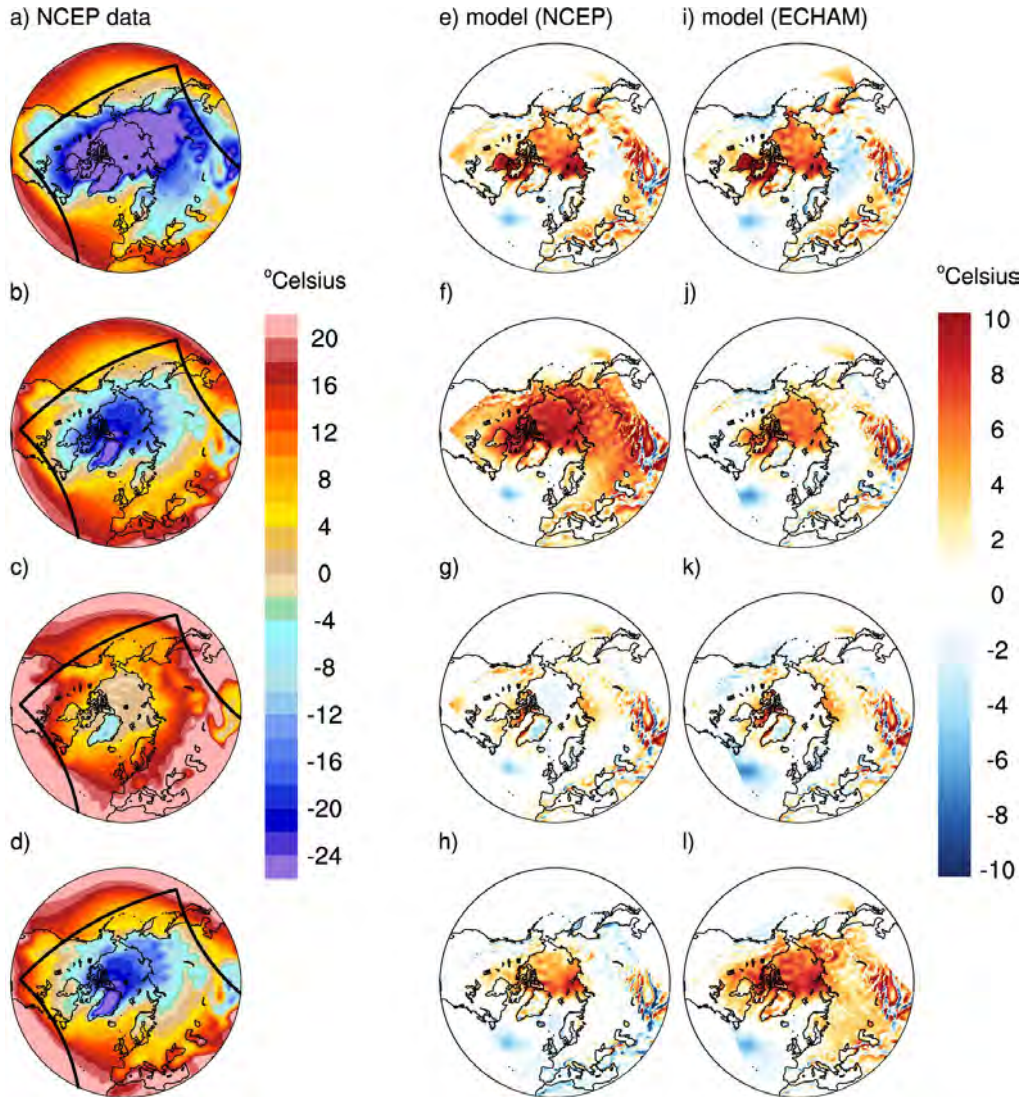 a) NCEP data
e) model (NCEP)
i) model (ECHAM)
b)
°Celsius
f)
j)
°Celsius
20
16
12
8
4
0
-4
-8
-12
-16
-20
-24
10
8
6
4
2
0
-2
-4
-6
-8
-10
c)
g)
k)
d)
h)
l)